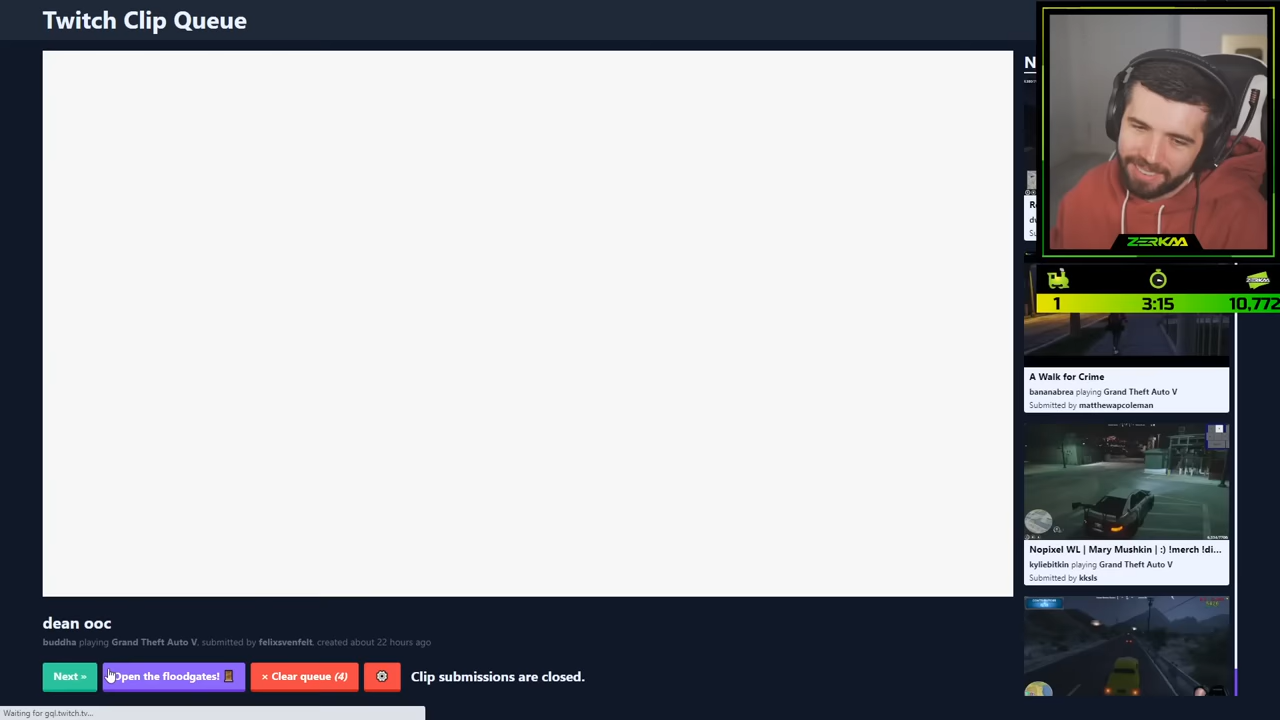 Twitch Clip Queue
N
ZERKAA
1
3:15
10,772
A Walk for Crime
bananabrea playing Grand Theft Auto V
Submitted by matthewapcoleman
Nopixel WL | Mary Mushkin | :) !merch !di...
kyliebitkin playing Grand Theft Auto V
Submitted by kksls
dean ooc
buddha playing Grand Theft Auto V, submitted by felixsvenfelt, created about 22 hours ago
Next »
Open the floodgates!
× Clear queue (4)
Clip submissions are closed.
Waiting for gql.twitch.tv...